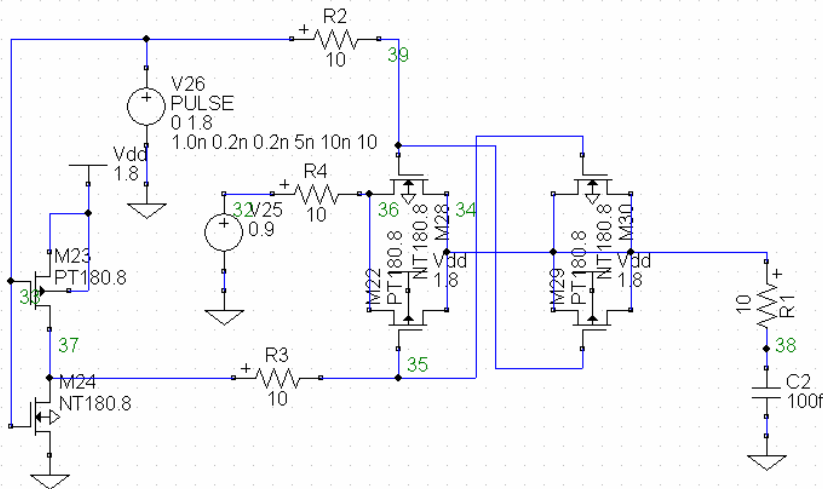 R2
+
10
39
V26
PULSE
0 1.8
1.0n 0.2n 0.2n 5n 10n 10
Vdd
1.8
R4
+
10
32
V25
0.9
36
34
M28
NT180.8
M22
PT180.8
Vdd
1.8
M30
NT180.8
M29
PT180.8
Vdd
1.8
M23
PT180.8
33
37
M24
NT180.8
R3
+
10
35
+
R1
10
38
C2
100f